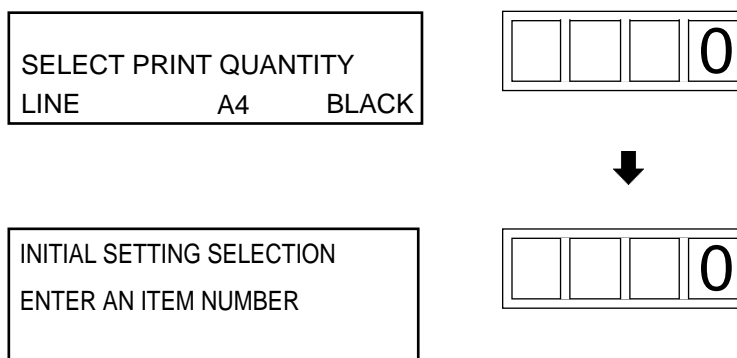 SELECT PRINT QUANTITY
LINE A4 BLACK
0
INITIAL SETTING SELECTION
ENTER AN ITEM NUMBER
0